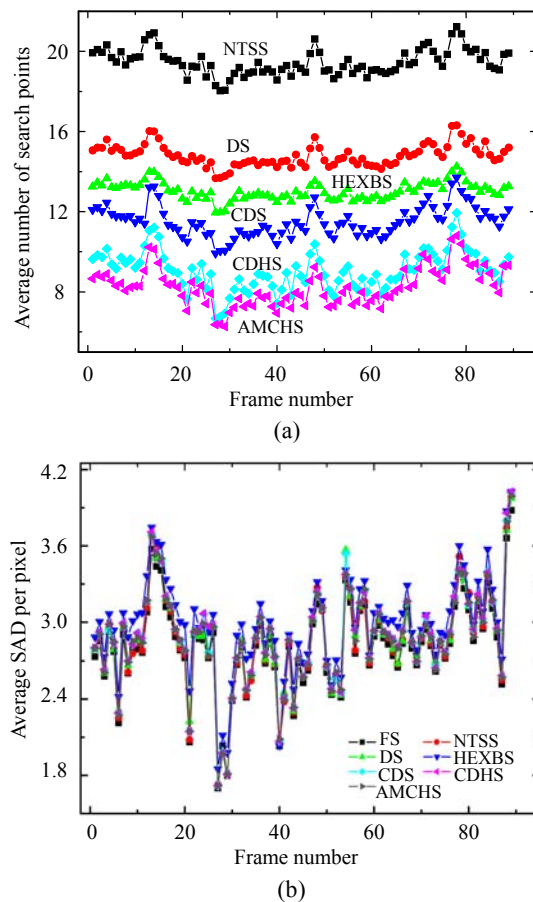 20
16
12
8
Average number of search points
NTSS
DS
HEXBS
CDS
CDHS
AMCHS
0 20 40 60 80
Frame number
(a)
4.2
3.6
3.0
2.4
1.8
Average SAD per pixel
FS NTSS
DS HEXBS
CDS CDHS
AMCHS
0 20 40 60 80
Frame number
(b)